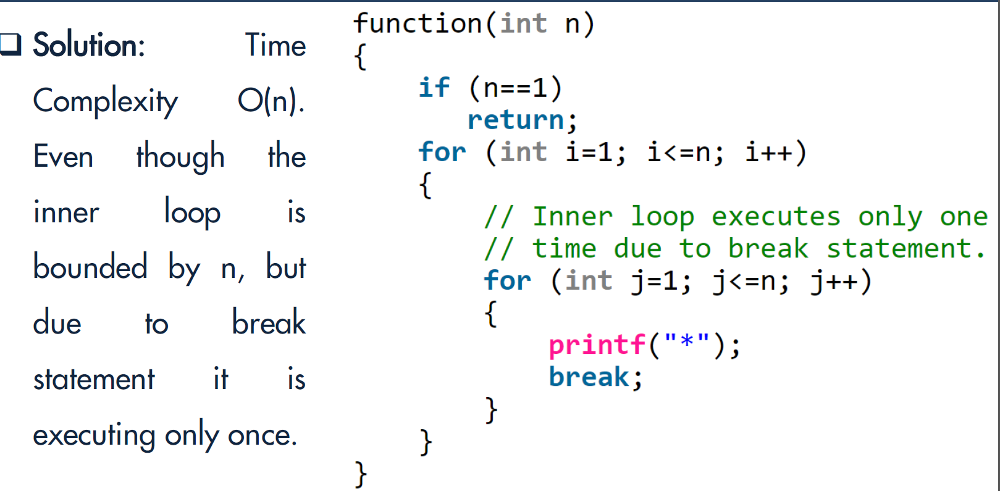 Solution: Time
Complexity O(n).
Even though the
inner loop is
bounded by n, but
due to break
statement it is
executing only once.
function(int n)
{
    if (n==1)
       return;
    for (int i=1; i<=n; i++)
    {
        // Inner loop executes only one
        // time due to break statement.
        for (int j=1; j<=n; j++)
        {
            printf("*");
            break;
        }
    }
}